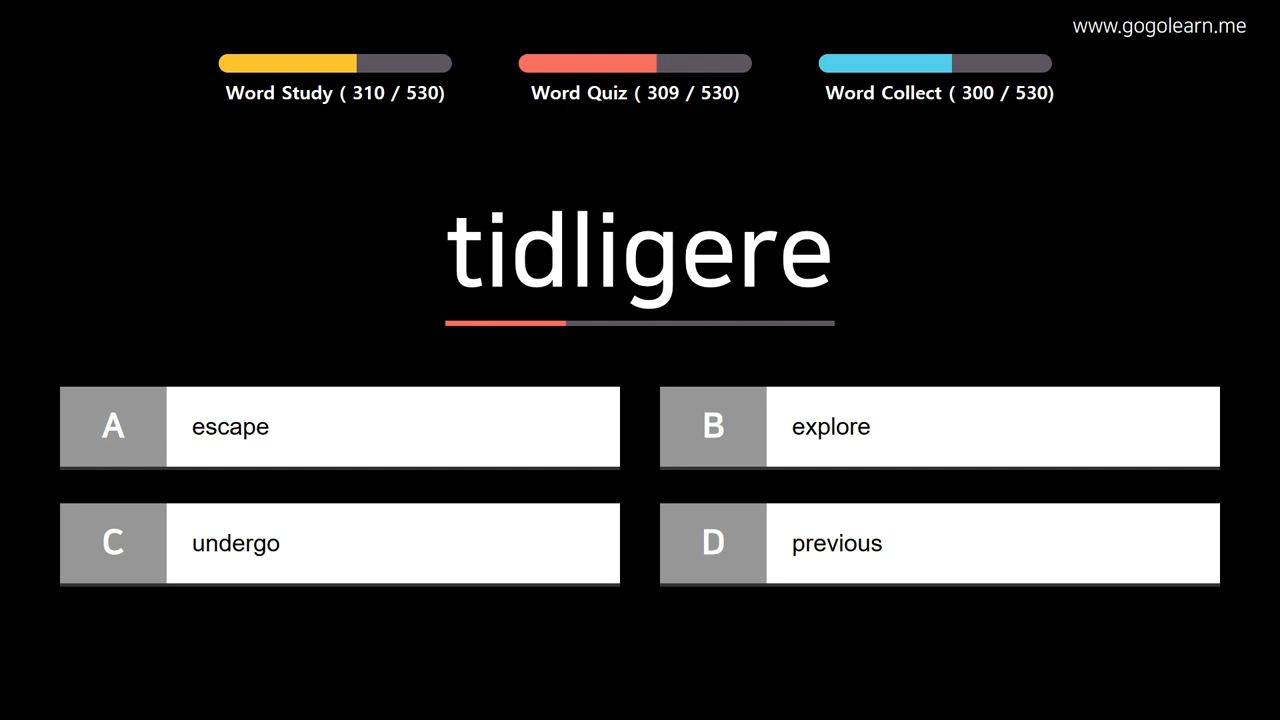 www.gogolearn.me
Word Study ( 310 / 530)
Word Quiz ( 309 / 530)
Word Collect ( 300 / 530)
tidligere
A escape
B explore
C undergo
D previous